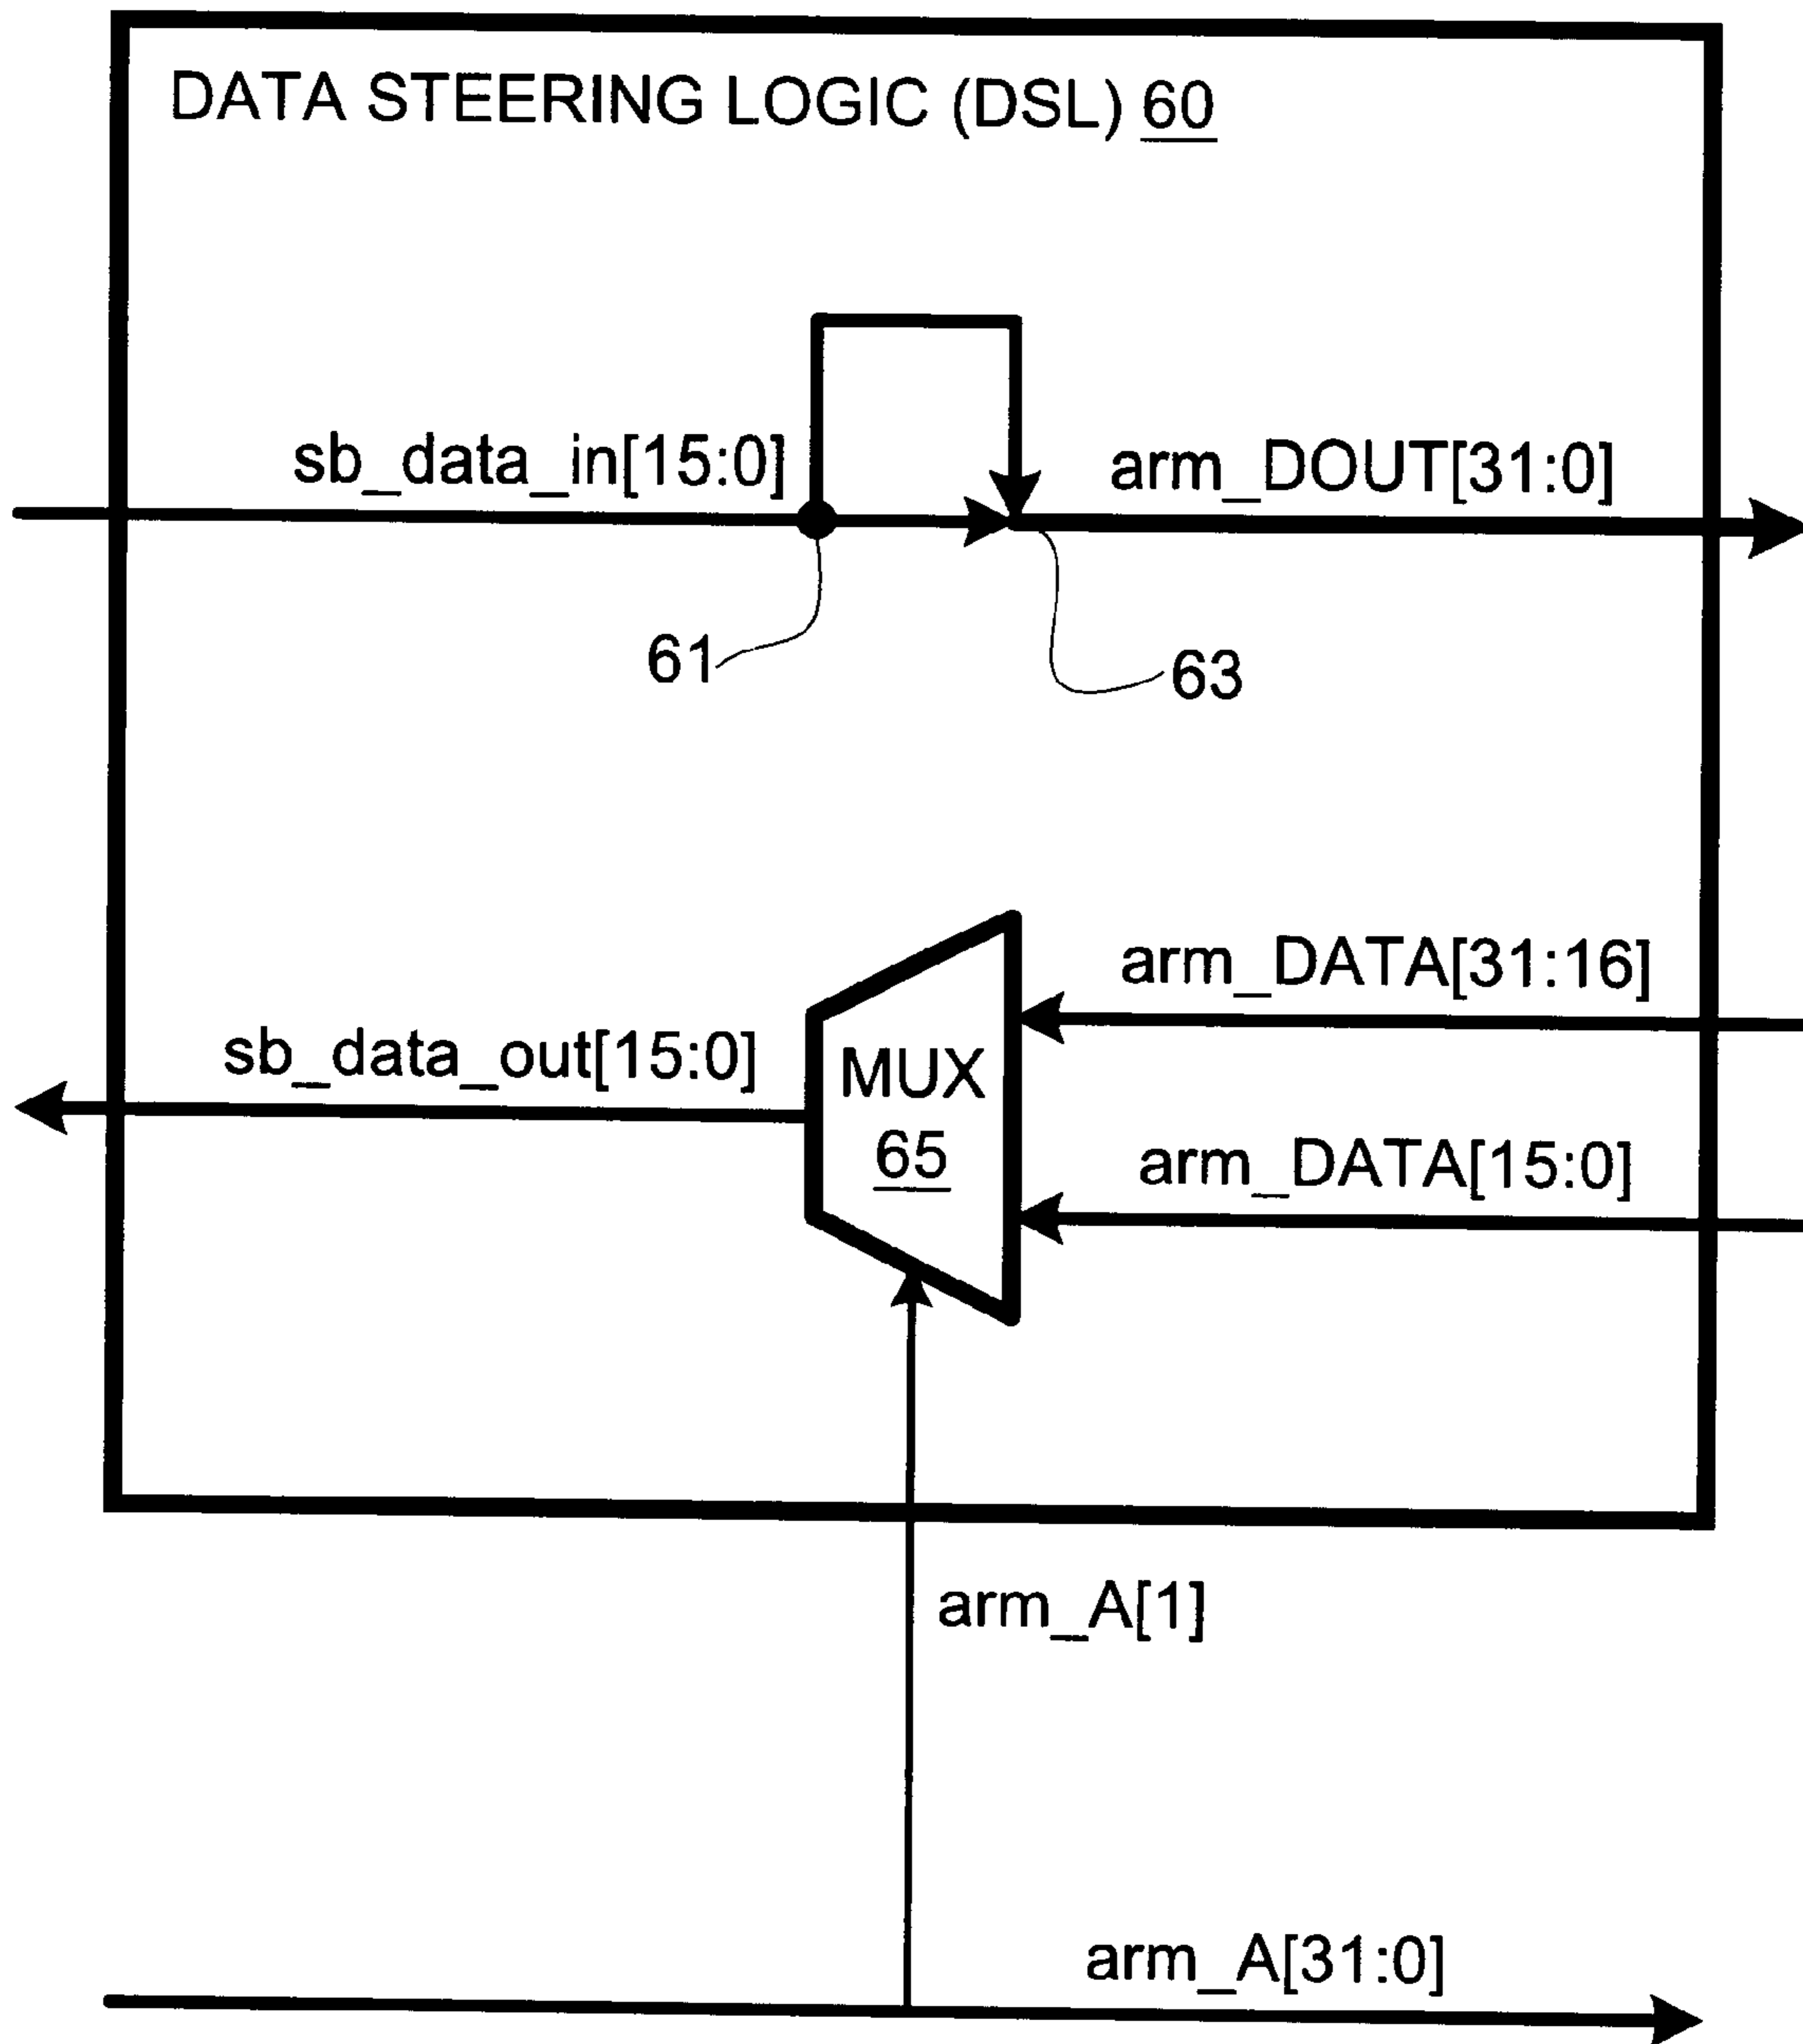 DATA STEERING LOGIC (DSL) 60
sb_data_in[15:0]
arm_DOUT[31:0]
61
63
arm_DATA[31:16]
sb_data_out[15:0]
MUX
65
arm_DATA[15:0]
arm_A[1]
arm_A[31:0]